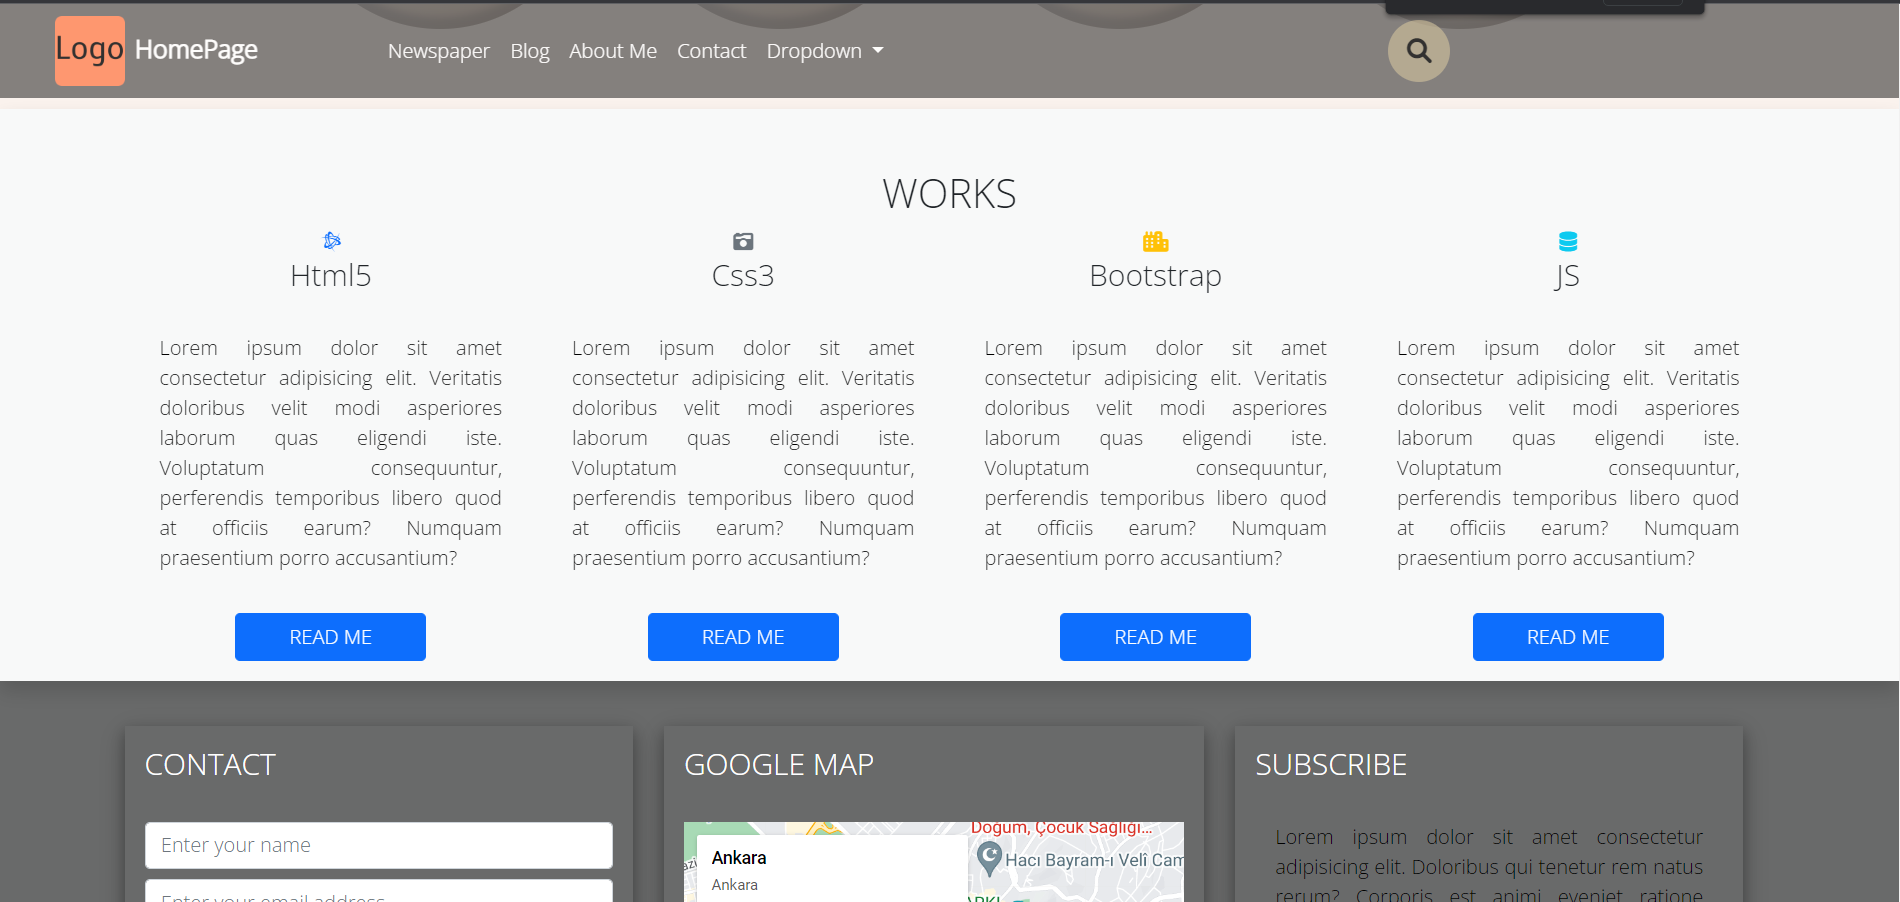 Logo HomePage Newspaper Blog About Me Contact Dropdown
WORKS
Html5
Lorem ipsum dolor sit amet
consectetur adipisicing elit. Veritatis
doloribus velit modi asperiores
laborum quas eligendi iste.
Voluptatum consequuntur,
perferendis temporibus libero quod
at officiis earum? Numquam
praesentium porro accusantium?
READ ME
Css3
Lorem ipsum dolor sit amet
consectetur adipisicing elit. Veritatis
doloribus velit modi asperiores
laborum quas eligendi iste.
Voluptatum consequuntur,
perferendis temporibus libero quod
at officiis earum? Numquam
praesentium porro accusantium?
READ ME
Bootstrap
Lorem ipsum dolor sit amet
consectetur adipisicing elit. Veritatis
doloribus velit modi asperiores
laborum quas eligendi iste.
Voluptatum consequuntur,
perferendis temporibus libero quod
at officiis earum? Numquam
praesentium porro accusantium?
READ ME
JS
Lorem ipsum dolor sit amet
consectetur adipisicing elit. Veritatis
doloribus velit modi asperiores
laborum quas eligendi iste.
Voluptatum consequuntur,
perferendis temporibus libero quod
at officiis earum? Numquam
praesentium porro accusantium?
READ ME
CONTACT
Enter your name
Enter your email address
GOOGLE MAP
Ankara
Ankara
Doğum, Çocuk Sağlığı...
Hacı Bayram-ı Velî Cam
SUBSCRIBE
Lorem ipsum dolor sit amet consectetur
adipisicing elit. Doloribus qui tenetur rem natus
rerum? Corporis est animi eveniet ratione